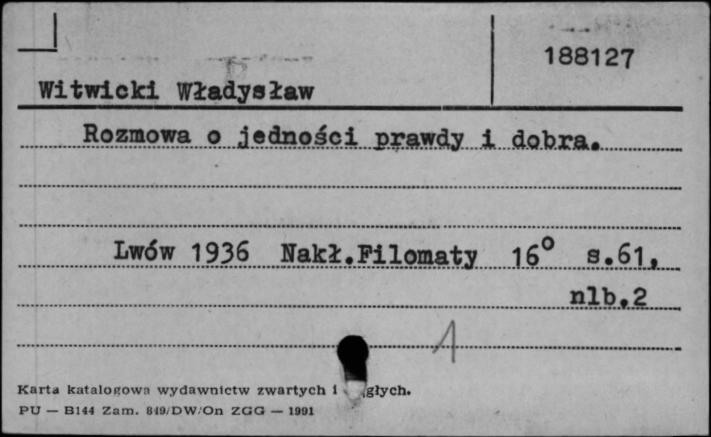 188127
Witwicki Władysław
Rozmowa o jedności prawdy i dobra.
Lwów 1936 Nakł.Filomaty 16° s.61,
nlb.2
1
Karta katalogowa wydawnictw zwartych i głych.
PU — B144 Zam. 849/DW/On ZGG — 1991